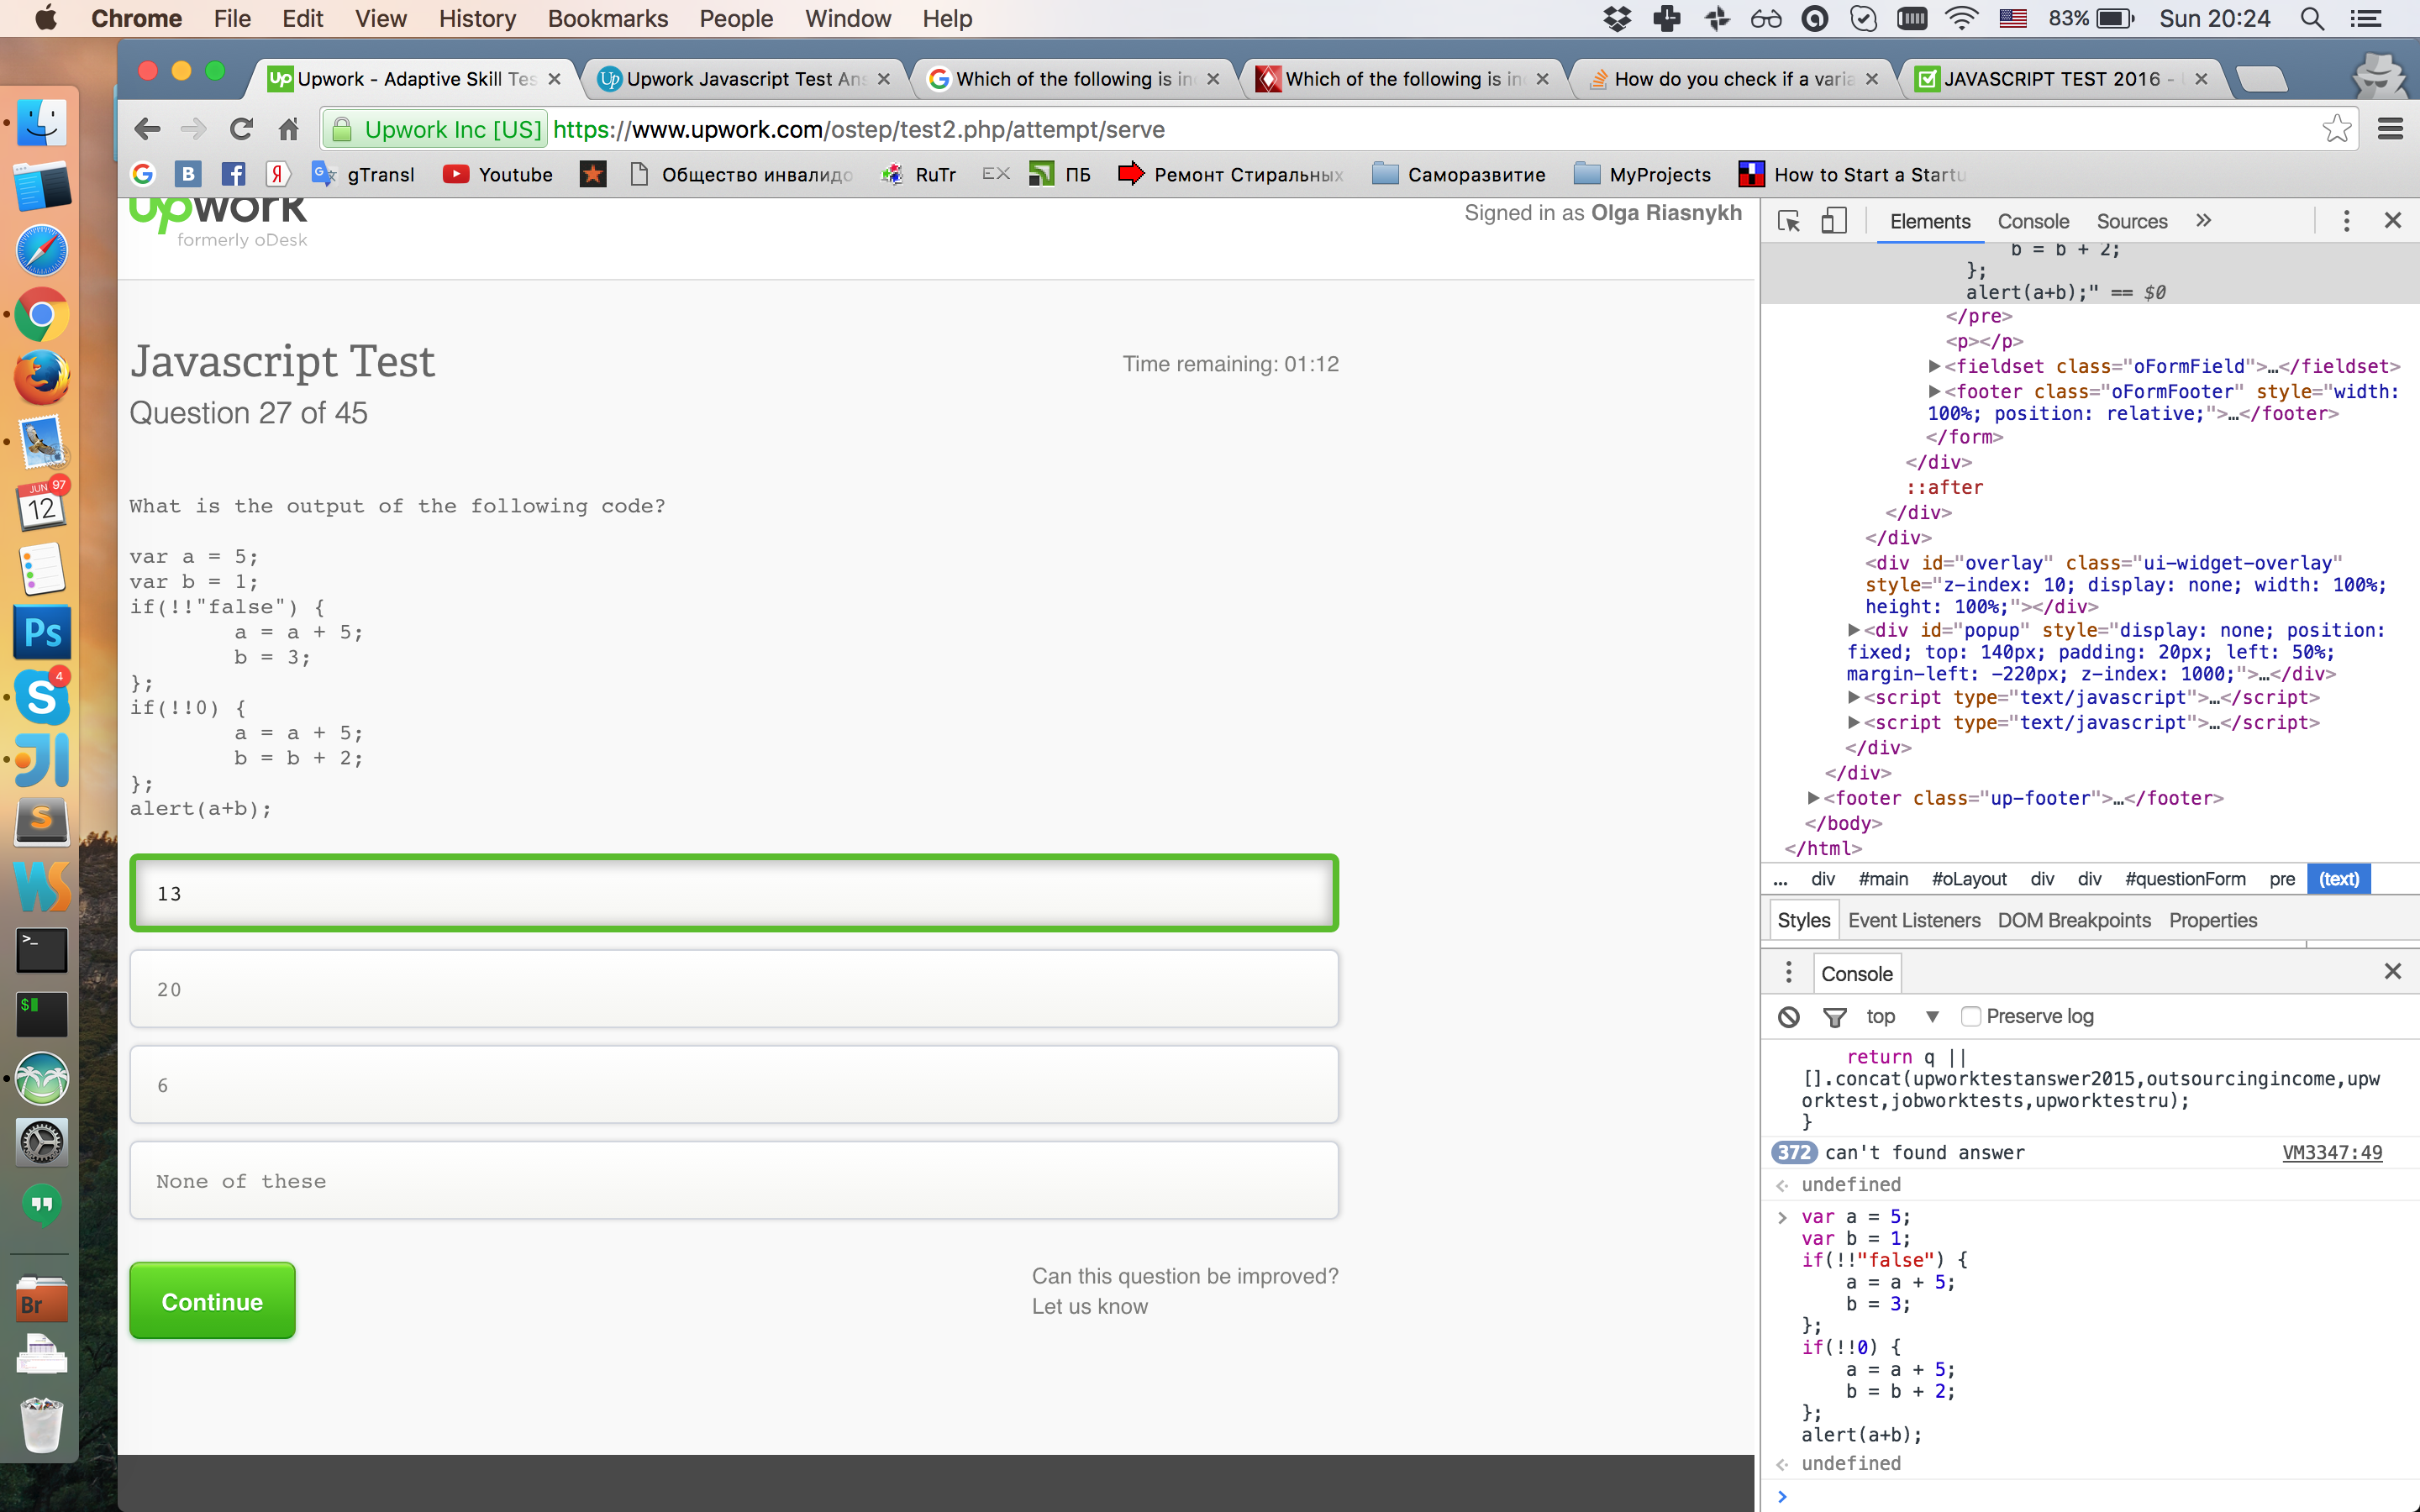 Chrome File Edit View History Bookmarks People Window Help
83% Sun 20:24
Upwork - Adaptive Skill Tes
Upwork Javascript Test Ans
Which of the following is in
Which of the following is in
How do you check if a varia
JAVASCRIPT TEST 2016 -
Upwork Inc [US] https://www.upwork.com/ostep/test2.php/attempt/serve
gTransl
Youtube
Общество инвалидо
RuTr
EX
ПБ
Ремонт Стиральных
Саморазвитие
MyProjects
How to Start a Startu
upwork
formerly oDesk
Signed in as Olga Riasnykh
Javascript Test
Time remaining: 01:12
Question 27 of 45
What is the output of the following code?
var a = 5;
var b = 1;
if(!!"false") {
a = a + 5;
b = 3;
};
if(!!0) {
a = a + 5;
b = b + 2;
};
alert(a+b);
13
20
6
None of these
Continue
Can this question be improved?
Let us know
Elements Console Sources
b = b + 2;
};
alert(a+b);" == $0
</pre>
<p></p>
<fieldset class="oFormField">…</fieldset>
<footer class="oFormFooter" style="width:
100%; position: relative;">…</footer>
</form>
</div>
::after
</div>
</div>
<div id="overlay" class="ui-widget-overlay"
style="z-index: 10; display: none; width: 100%;
height: 100%;"></div>
<div id="popup" style="display: none; position:
fixed; top: 140px; padding: 20px; left: 50%;
margin-left: -220px; z-index: 1000;">…</div>
<script type="text/javascript">…</script>
<script type="text/javascript">…</script>
</div>
</div>
<footer class="up-footer">…</footer>
</body>
</html>
... div #main #oLayout div div #questionForm pre (text)
Styles Event Listeners DOM Breakpoints Properties
Console
top Preserve log
return q ||
[].concat(upworktestanswer2015,outsourcingincome,upw
orktest,jobworktests,upworktestru);
}
372 can't found answer VM3347:49
undefined
var a = 5;
var b = 1;
if(!!"false") {
a = a + 5;
b = 3;
};
if(!!0) {
a = a + 5;
b = b + 2;
};
alert(a+b);
undefined
JUN 97
12
Ps
4
S
JI
S
WS
>_
$
Br